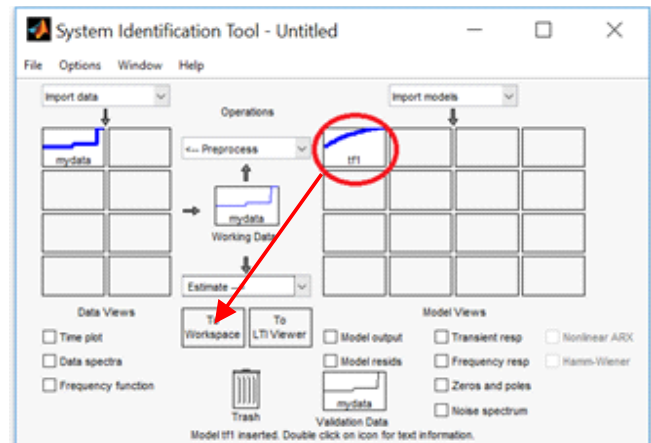 System Identification Tool - Untitled
File Options Window Help
Import data
Operations
Import models
mydata
<-- Preprocess
tf1
mydata
Working Data
Estimate -->
Data Views
To Workspace
To LTI Viewer
Model Views
Time plot
Data spectra
Frequency function
Model output
Model resids
Transient resp
Frequency resp
Zeros and poles
Noise spectrum
Nonlinear ARX
Hamm-Wiener
Trash
mydata
Validation Data
Model tf1 inserted. Double click on icon for text information.